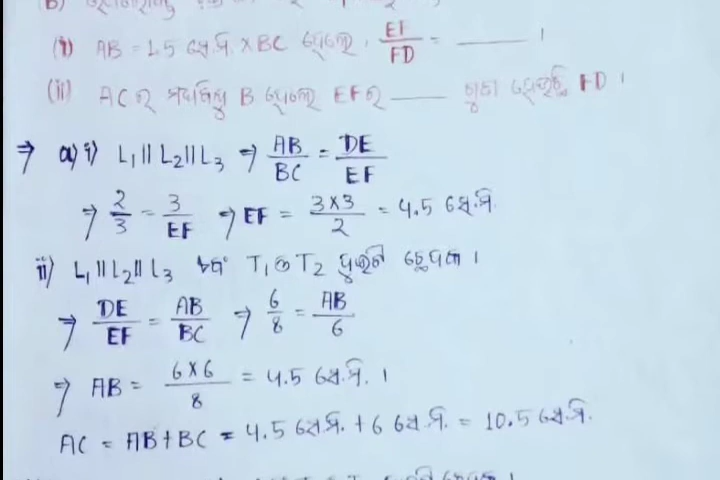 (i) AB = 1.5 ସେ.ମି. × BC ହେଲେ, EF/FD = ______ ।
(ii) AC ର ମଧ୍ୟବିନ୍ଦୁ B ହେଲେ EF ର ______ ଗୁଣ ହେଉଛି FD ।
⇒ a) i) L₁ || L₂ || L₃ ⇒ AB/BC = DE/EF
⇒ 2/3 = 3/EF ⇒ EF = 3×3/2 = 4.5 ସେ.ମି
ii) L₁ || L₂ || L₃ ଏବଂ T₁ ଓ T₂ ଦୁଇଟି ଛେଦକ ।
⇒ DE/EF = AB/BC ⇒ 6/8 = AB/6
⇒ AB = 6×6/8 = 4.5 ସେ.ମି. ।
AC = AB + BC = 4.5 ସେ.ମି. + 6 ସେ.ମି. = 10.5 ସେ.ମି.